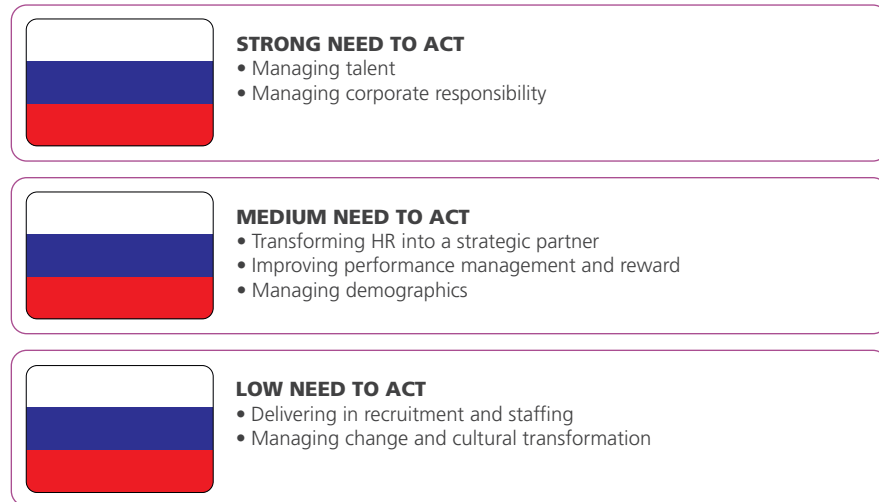 STRONG NEED TO ACT
• Managing talent
• Managing corporate responsibility
MEDIUM NEED TO ACT
• Transforming HR into a strategic partner
• Improving performance management and reward
• Managing demographics
LOW NEED TO ACT
• Delivering in recruitment and staffing
• Managing change and cultural transformation